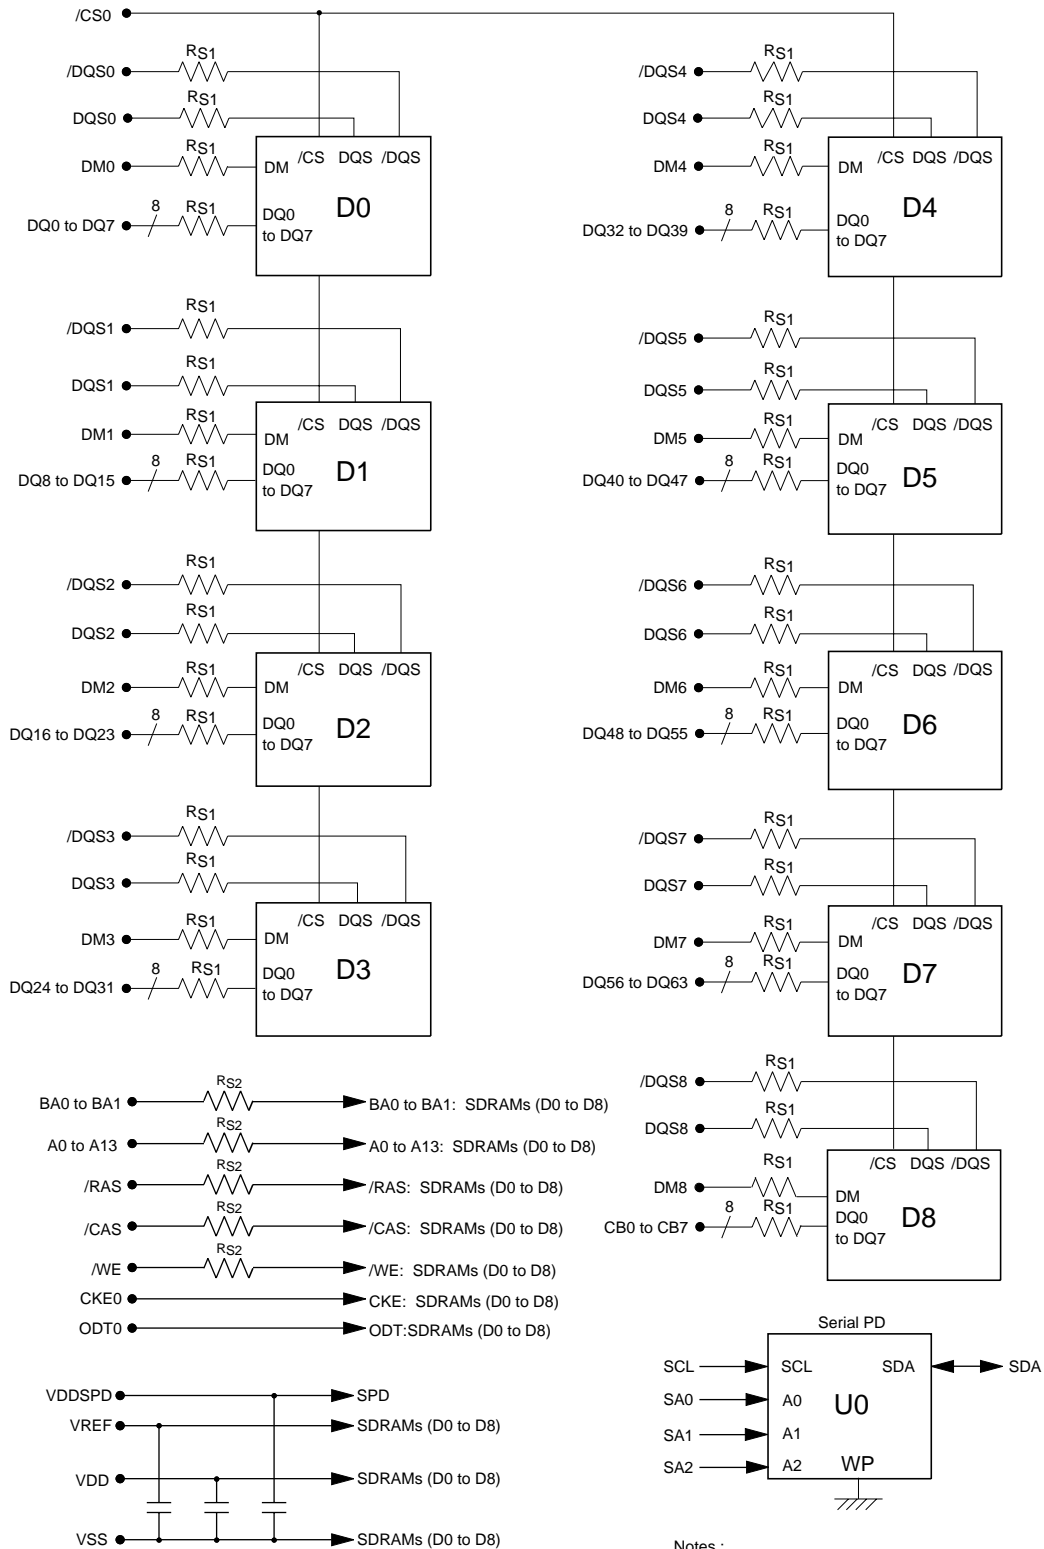 /CS0
RS1
/DQS0
RS1
DQS0
RS1
DM0
8
RS1
DQ0 to DQ7
/CS DQS /DQS
DM
D0
DQ0
to DQ7
RS1
/DQS1
RS1
DQS1
RS1
DM1
8
RS1
DQ8 to DQ15
/CS DQS /DQS
DM
DQ0
to DQ7
D1
RS1
/DQS2
RS1
DQS2
RS1
DM2
8
RS1
DQ16 to DQ23
/CS DQS /DQS
DM
DQ0
to DQ7
D2
RS1
/DQS3
RS1
DQS3
RS1
DM3
8
RS1
DQ24 to DQ31
/CS DQS /DQS
DM
DQ0
to DQ7
D3
RS1
/DQS4
RS1
DQS4
RS1
DM4
8
RS1
DQ32 to DQ39
/CS DQS /DQS
DM
D4
DQ0
to DQ7
RS1
/DQS5
RS1
DQS5
RS1
DM5
8
RS1
DQ40 to DQ47
/CS DQS /DQS
DM
DQ0
to DQ7
D5
RS1
/DQS6
RS1
DQS6
RS1
DM6
8
RS1
DQ48 to DQ55
/CS DQS /DQS
DM
DQ0
to DQ7
D6
RS1
/DQS7
RS1
DQS7
RS1
DM7
8
RS1
DQ56 to DQ63
/CS DQS /DQS
DM
DQ0
to DQ7
D7
RS1
/DQS8
RS1
DQS8
RS1
DM8
8
RS1
CB0 to CB7
/CS DQS /DQS
DM
DQ0
to DQ7
D8
RS2
BA0 to BA1 BA0 to BA1: SDRAMs (D0 to D8)
RS2
A0 to A13 A0 to A13: SDRAMs (D0 to D8)
RS2
/RAS /RAS: SDRAMs (D0 to D8)
RS2
/CAS /CAS: SDRAMs (D0 to D8)
RS2
/WE /WE: SDRAMs (D0 to D8)
CKE0 CKE: SDRAMs (D0 to D8)
ODT0 ODT:SDRAMs (D0 to D8)
VDDSPD SPD
VREF SDRAMs (D0 to D8)
VDD SDRAMs (D0 to D8)
VSS SDRAMs (D0 to D8)
Serial PD
SCL SCL SDA SDA
SA0 A0 U0
SA1 A1
SA2 A2 WP
Notes :